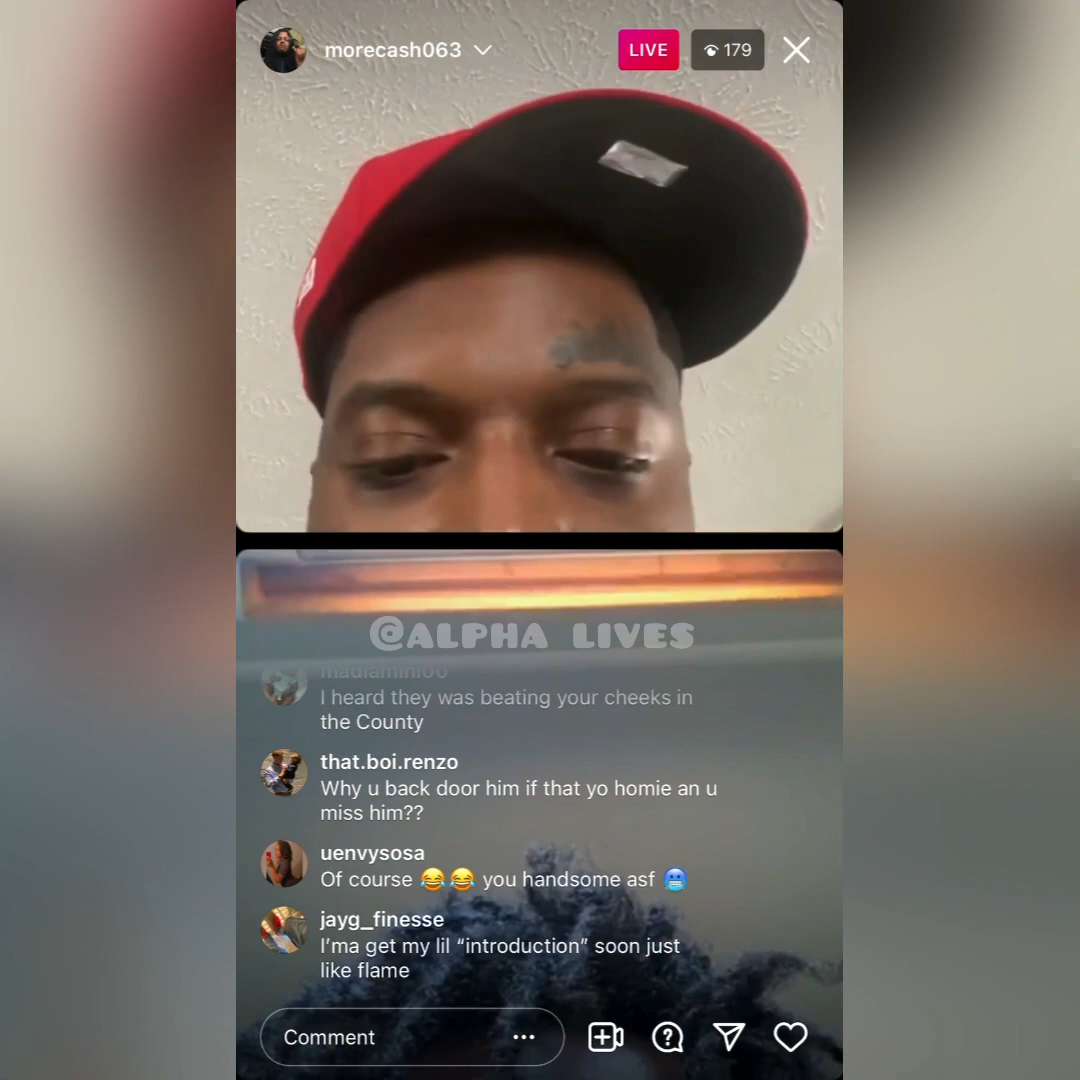 morecash063
LIVE
179
@ALPHA LIVES
I heard they was beating your cheeks in
the County
that.boi.renzo
Why u back door him if that yo homie an u
miss him??
uenvysosa
Of course 😂😂 you handsome asf 🥶
jayg_finesse
I'ma get my lil “introduction” soon just
like flame
Comment